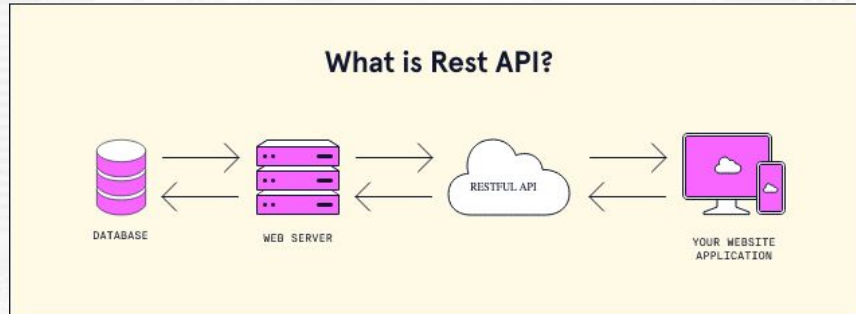 What is Rest API?
RESTFUL API
DATABASE
WEB SERVER
YOUR WEBSITE
APPLICATION